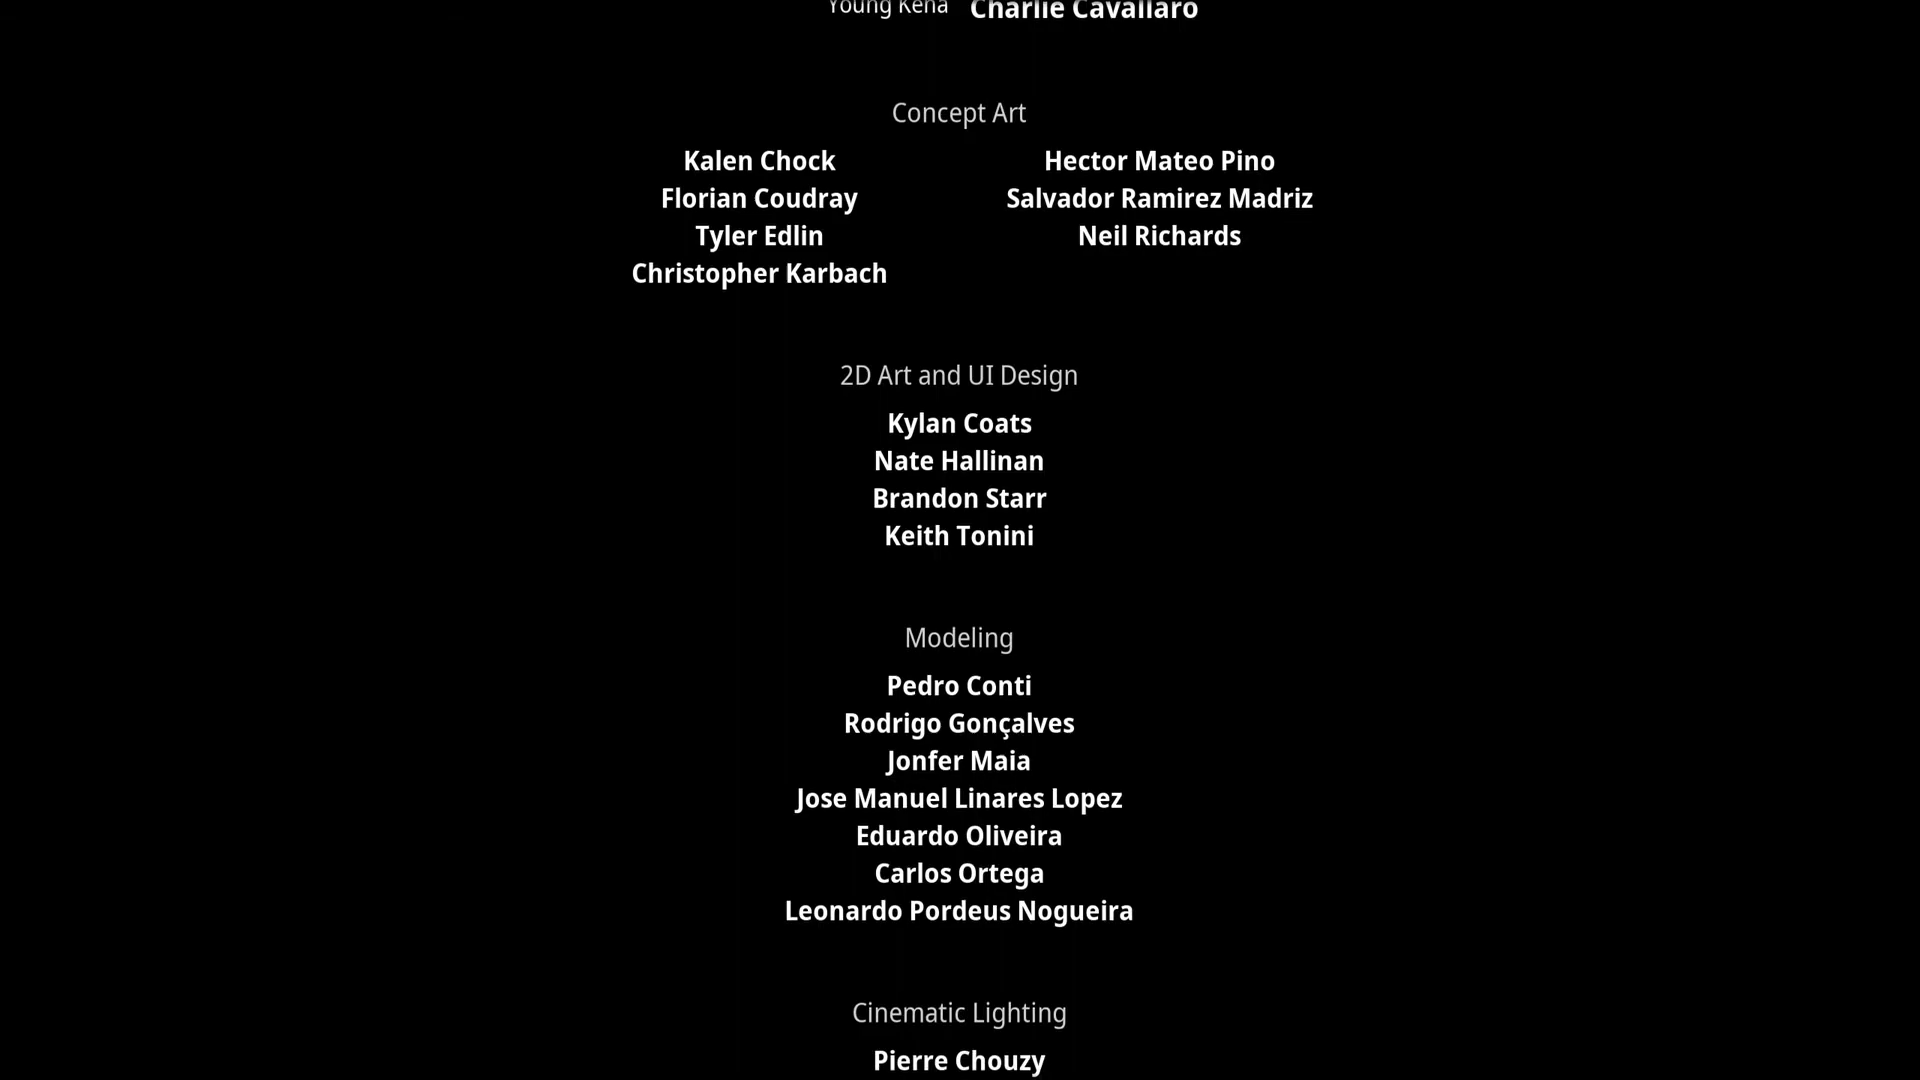 Young Kena Charlie Cavallaro
Concept Art
Kalen Chock Hector Mateo Pino
Florian Coudray Salvador Ramirez Madriz
Tyler Edlin Neil Richards
Christopher Karbach
2D Art and UI Design
Kylan Coats
Nate Hallinan
Brandon Starr
Keith Tonini
Modeling
Pedro Conti
Rodrigo Gonçalves
Jonfer Maia
Jose Manuel Linares Lopez
Eduardo Oliveira
Carlos Ortega
Leonardo Pordeus Nogueira
Cinematic Lighting
Pierre Chouzy